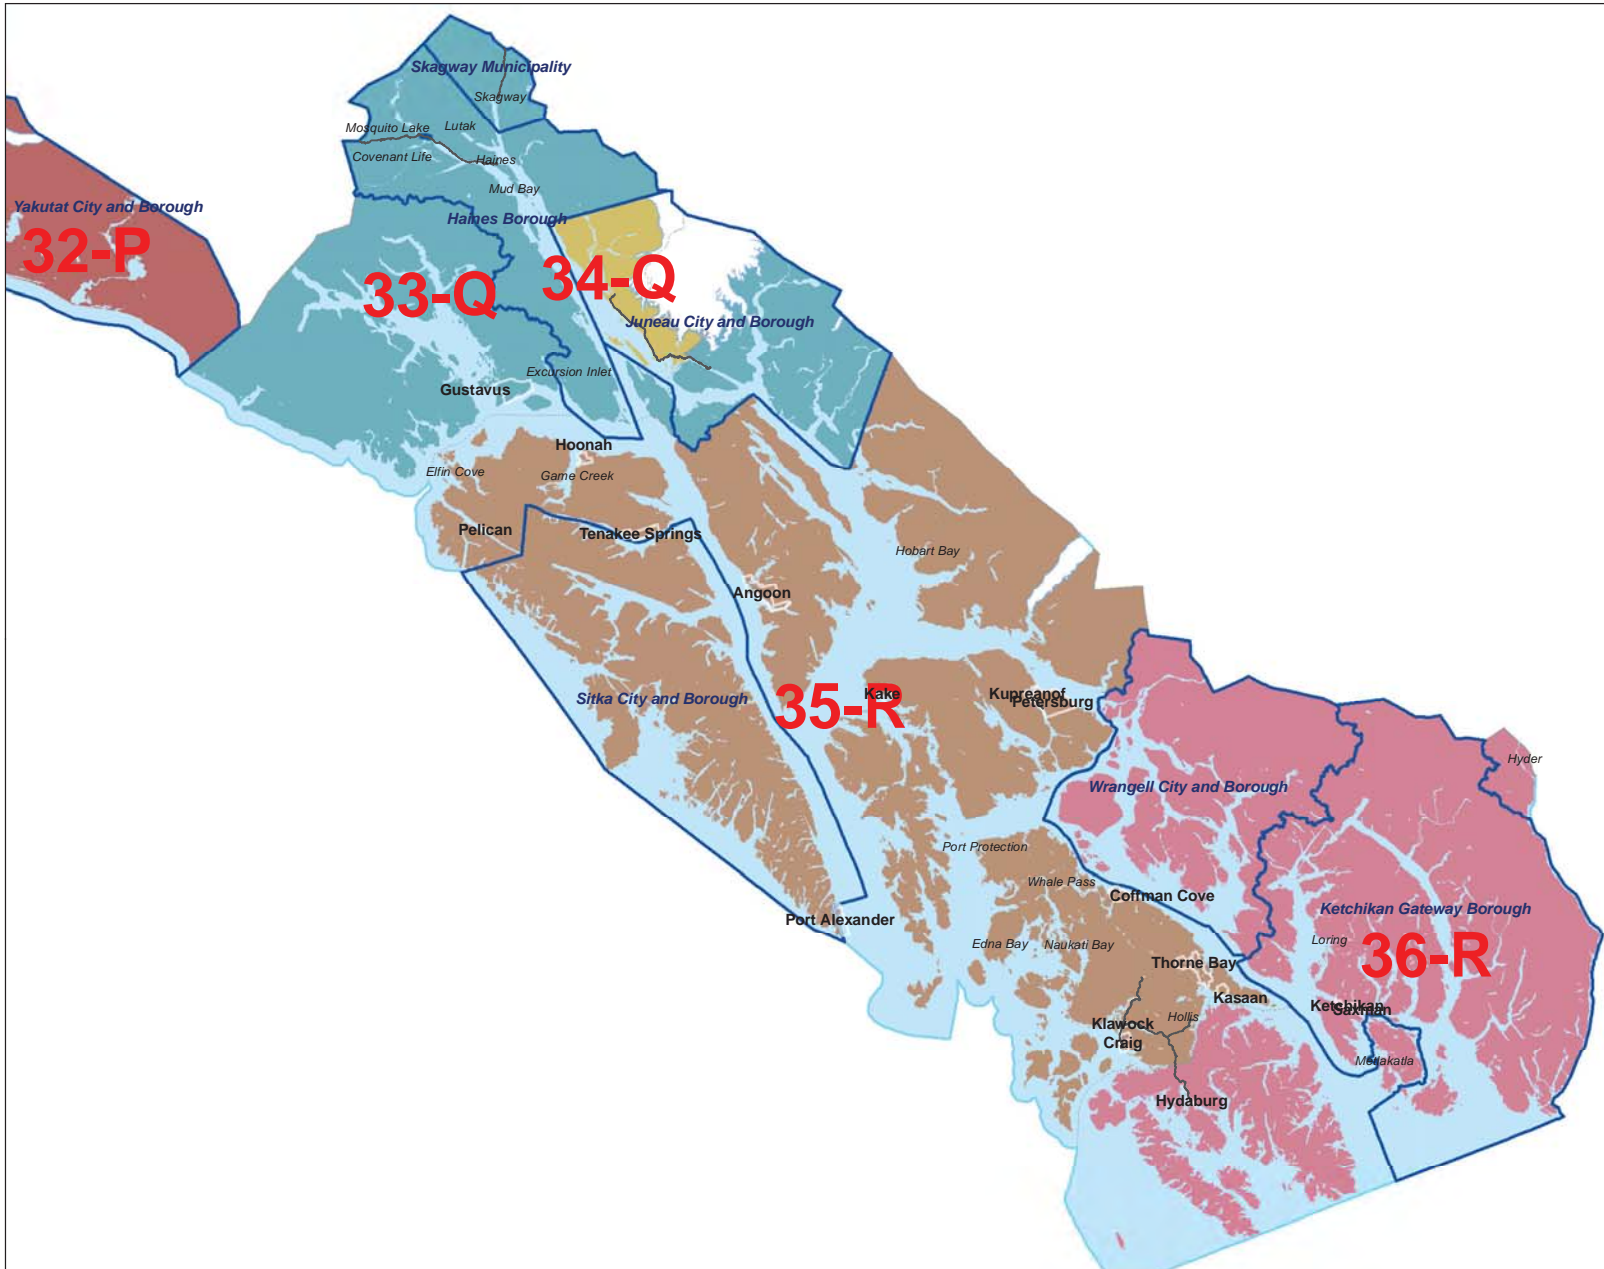 Skagway Municipality
Skagway
Mosquito Lake
Lutak
Covenant Life
Haines
Mud Bay
Yakutat City and Borough
Haines Borough
32-P
33-Q
34-Q
Juneau City and Borough
Excursion Inlet
Gustavus
Hoonah
Elfin Cove
Game Creek
Pelican
Tenakee Springs
Hobart Bay
Angoon
Sitka City and Borough
35-R
Kake
Kupreanof
Petersburg
Hyder
Wrangell City and Borough
Port Protection
Whale Pass
Coffman Cove
Port Alexander
Ketchikan Gateway Borough
Edna Bay
Naukati Bay
Loring
36-R
Thorne Bay
Kasaan
Ketchikan
Saxman
Hollis
Klawock
Craig
Metlakatla
Hydaburg